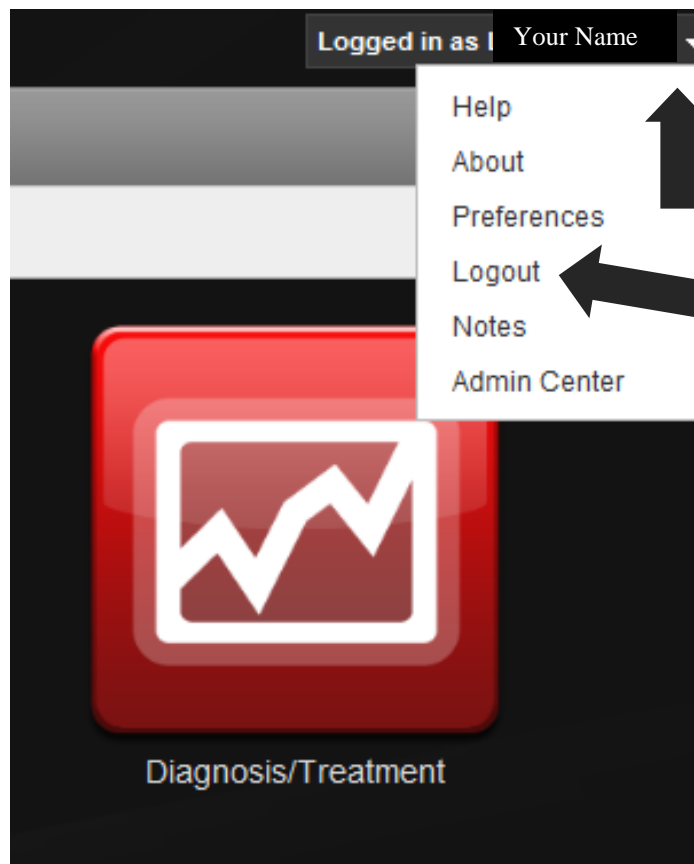 Logged in as Your Name
Help
About
Preferences
Logout
Notes
Admin Center
Diagnosis/Treatment